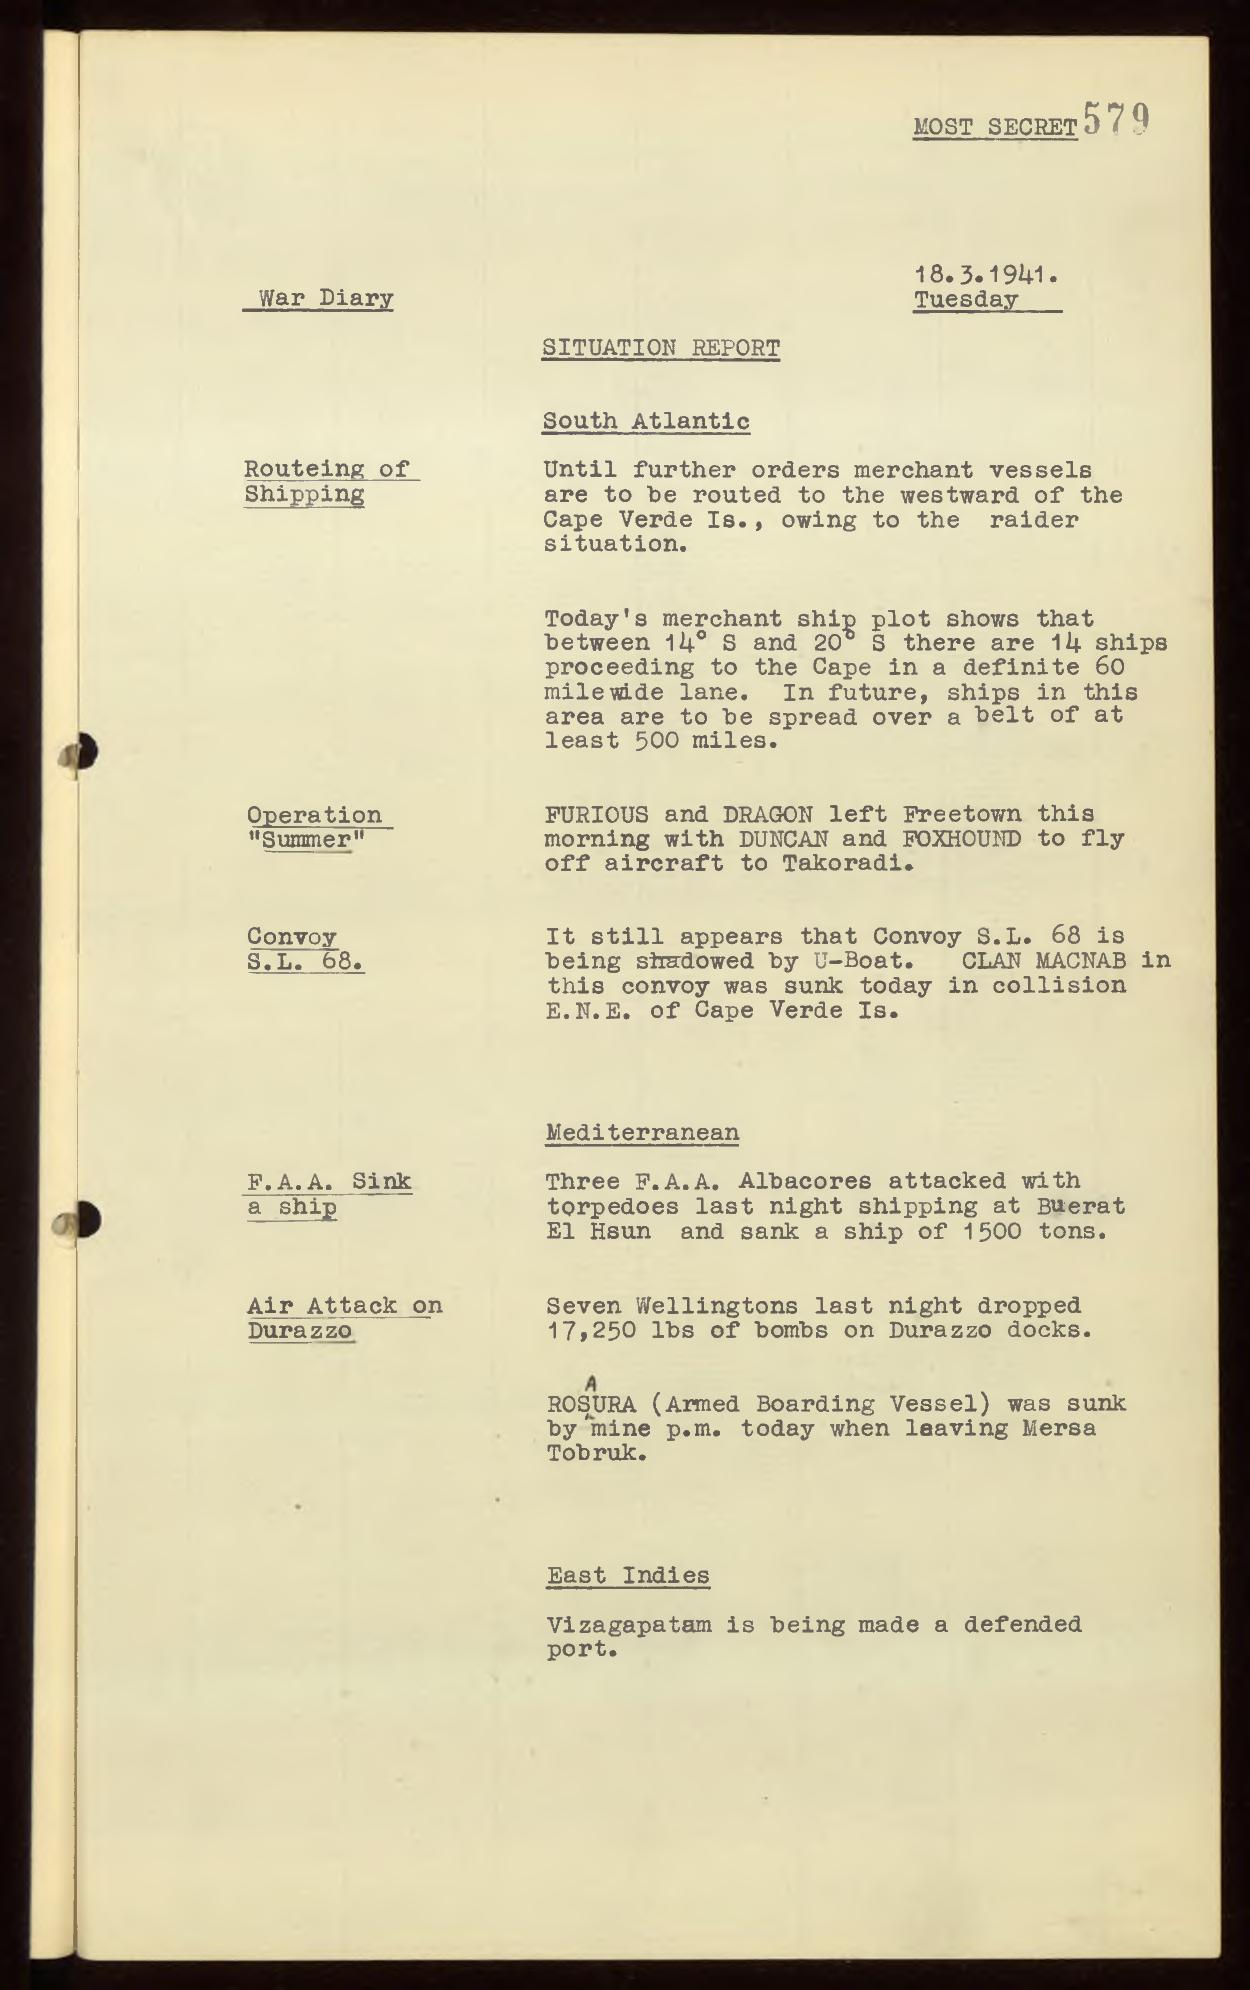 MOST SECRET 579
18.3.1941.
War Diary
Tuesday
SITUATION REPORT
South Atlantic
Routeing of
Shipping
Until further orders merchant vessels
are to be routed to the westward of the
Cape Verde Is., owing to the raider
situation.
Today's merchant ship plot shows that
between 14° S and 20° S there are 14 ships
proceeding to the Cape in a definite 60
mile wide lane. In future, ships in this
area are to be spread over a belt of at
least 500 miles.
Operation
"Summer"
FURIOUS and DRAGON left Freetown this
morning with DUNCAN and FOXHOUND to fly
off aircraft to Takoradi.
Convoy
S.L. 68.
It still appears that Convoy S.L. 68 is
being shadowed by U-Boat. CLAN MACNAB in
this convoy was sunk today in collision
E.N.E. of Cape Verde Is.
Mediterranean
F.A.A. Sink
a ship
Three F.A.A. Albacores attacked with
torpedoes last night shipping at Buerat
El Hsun and sank a ship of 1500 tons.
Air Attack on
Durazzo
Seven Wellingtons last night dropped
17,250 lbs of bombs on Durazzo docks.
A
ROSURA (Armed Boarding Vessel) was sunk
by mine p.m. today when leaving Mersa
Tobruk.
East Indies
Vizagapatam is being made a defended
port.